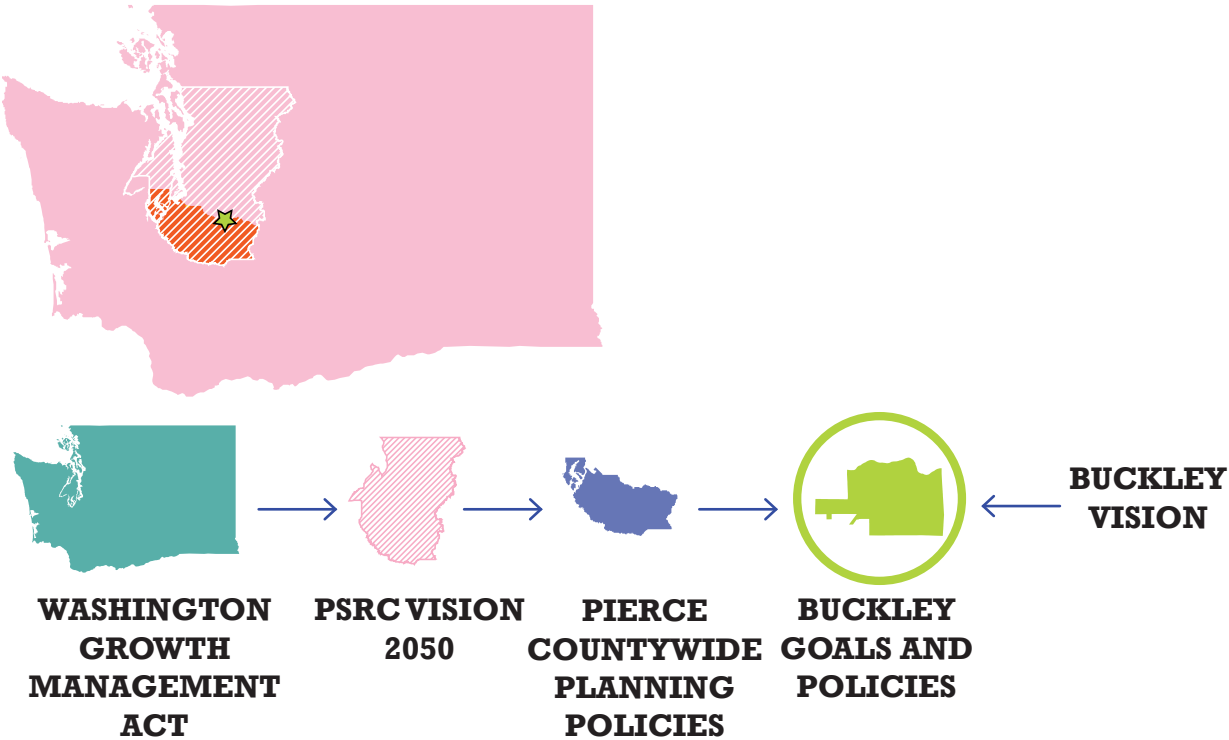 WASHINGTON
GROWTH
MANAGEMENT
ACT
PSRC VISION
2050
PIERCE
COUNTYWIDE
PLANNING
POLICIES
BUCKLEY
GOALS AND
POLICIES
BUCKLEY
VISION